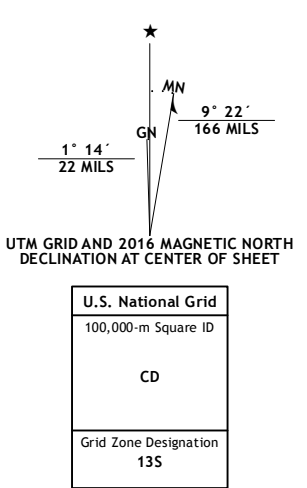 ★
MN
GN
9° 22´
166 MILS
1° 14´
22 MILS
UTM GRID AND 2016 MAGNETIC NORTH
DECLINATION AT CENTER OF SHEET
U.S. National Grid
100,000-m Square ID
CD
Grid Zone Designation
13S